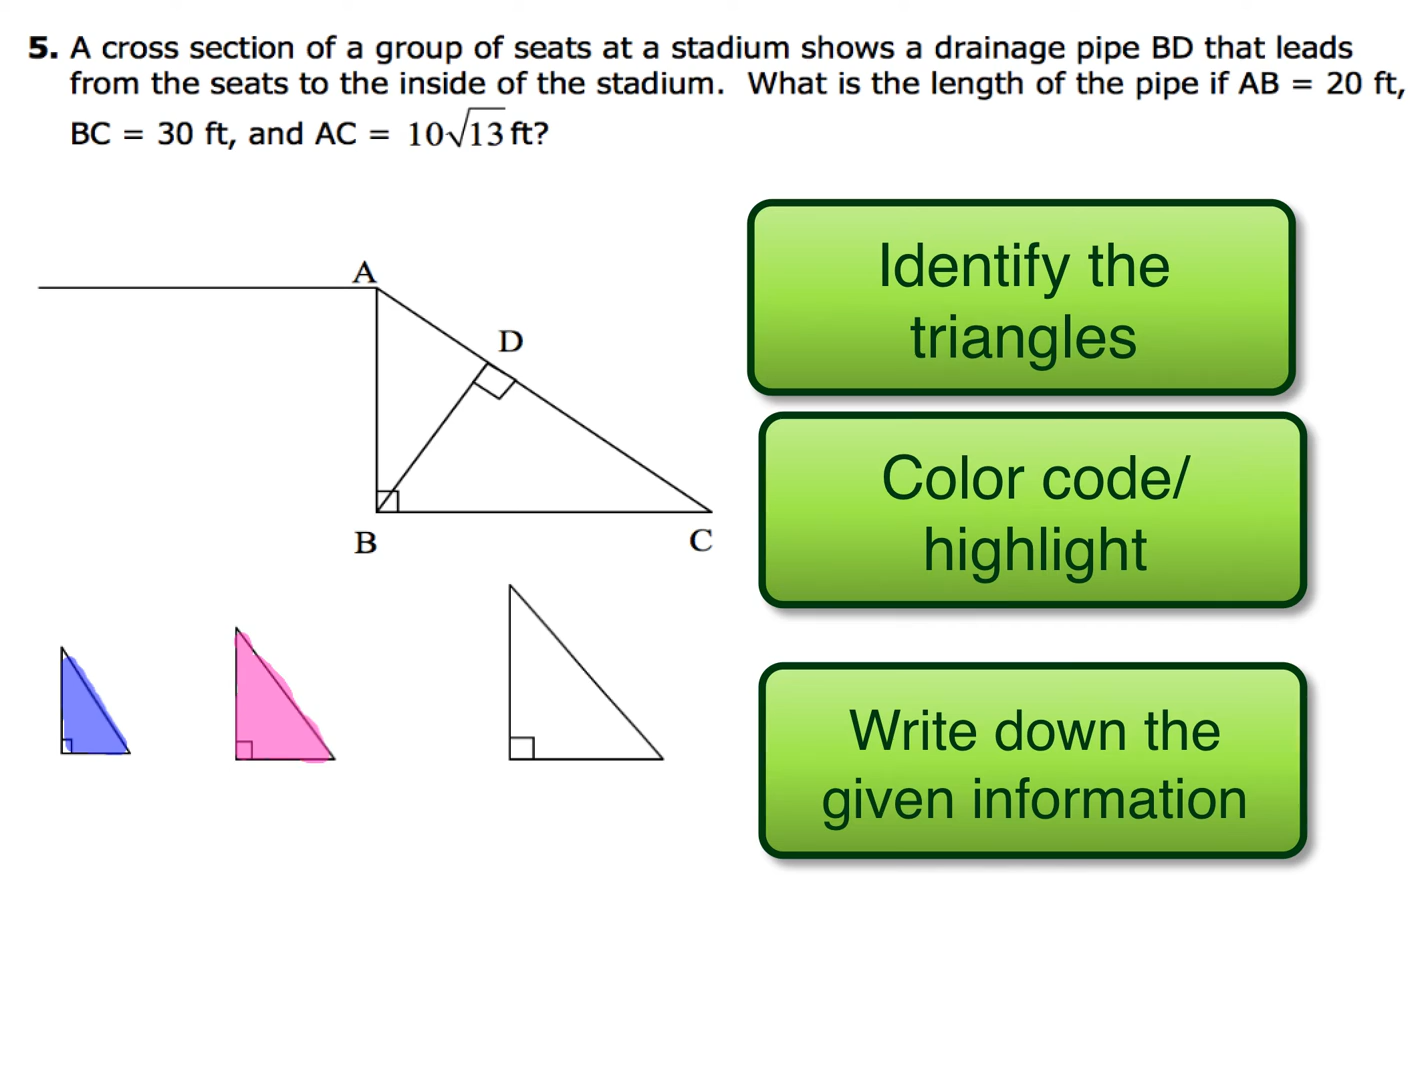 5. A cross section of a group of seats at a stadium shows a drainage pipe BD that leads
from the seats to the inside of the stadium. What is the length of the pipe if AB = 20 ft,
BC = 30 ft, and AC = 10√13 ft?
Identify the
triangles
A
D
B
C
Color code/
highlight
Write down the
given information